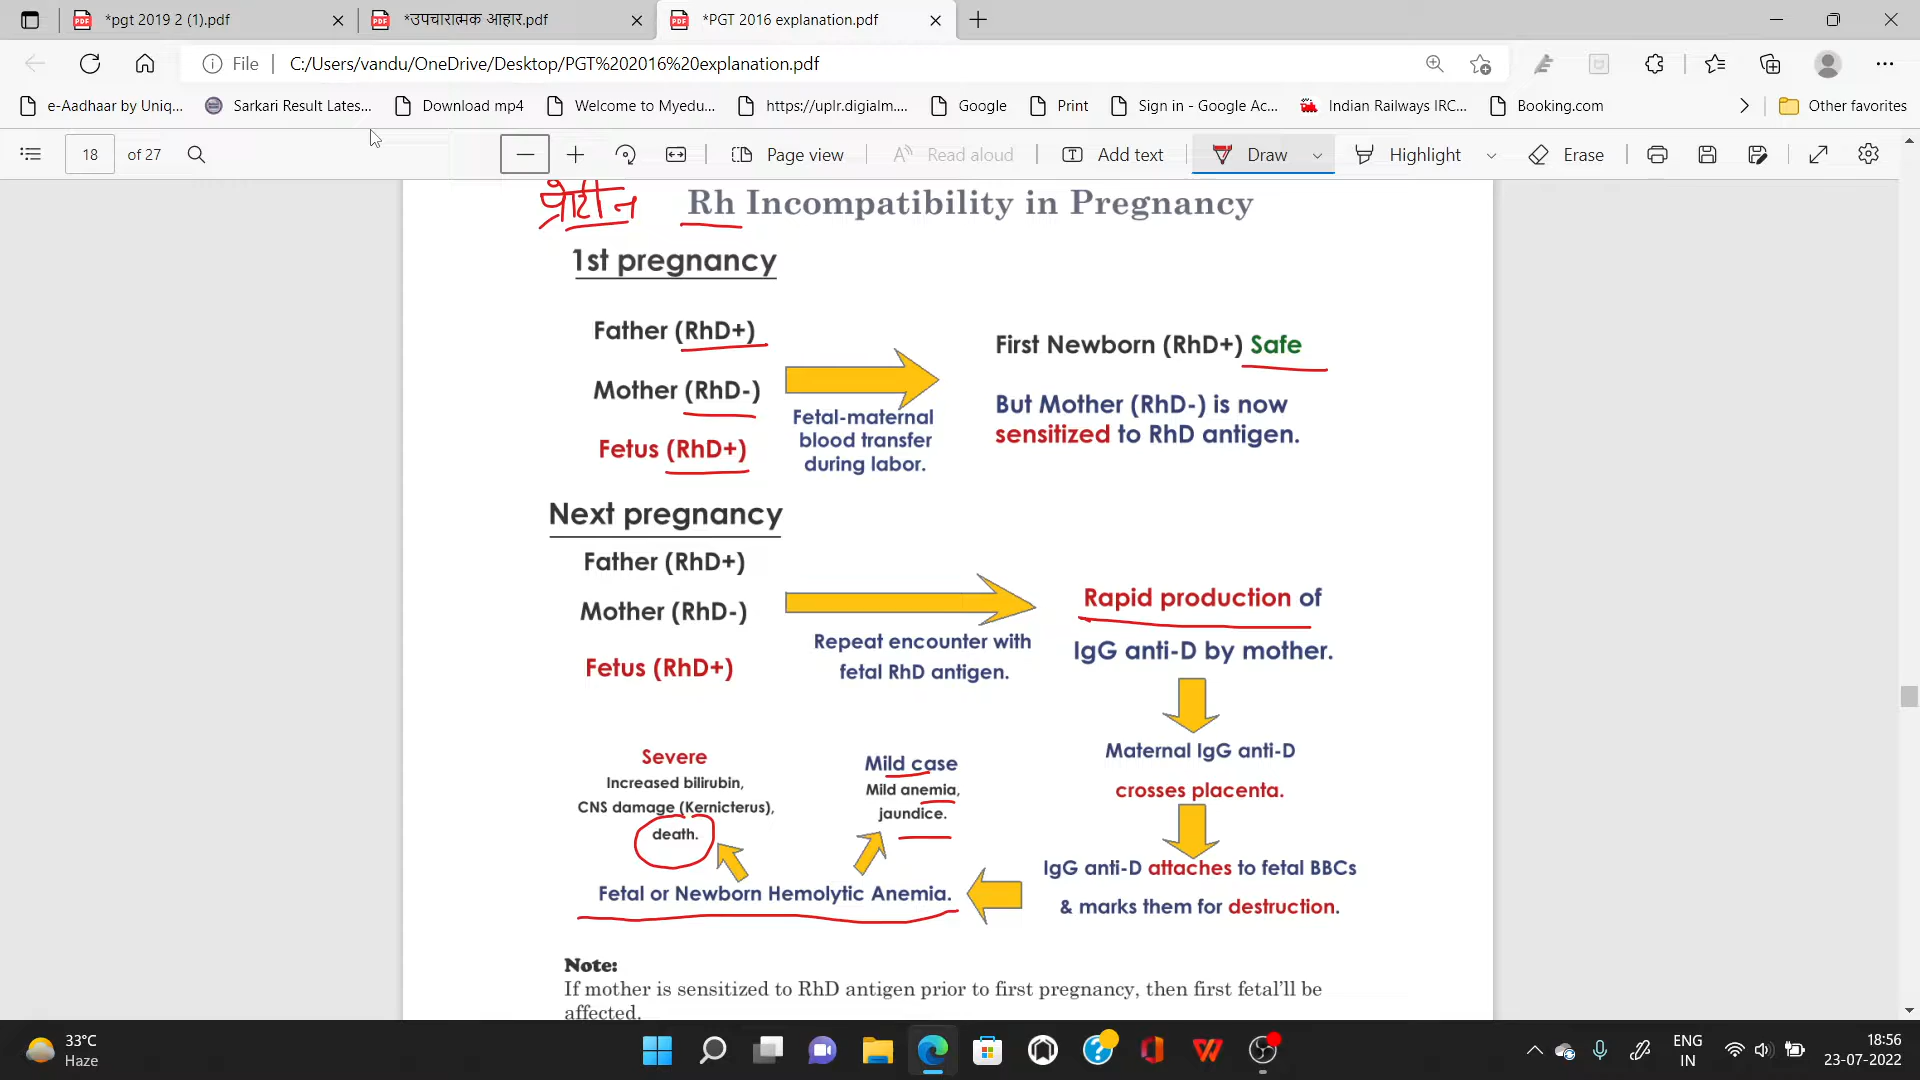 *pgt 2019 2 (1).pdf
*उपचारात्मक आहार.pdf
*PGT 2016 explanation.pdf
File
C:/Users/vandu/OneDrive/Desktop/PGT%202016%20explanation.pdf
e-Aadhaar by Uniq...
Sarkari Result Lates...
Download mp4
Welcome to Myedu...
https://uplr.digialm....
Google
Print
Sign in - Google Ac...
Indian Railways IRC...
Booking.com
Other favorites
18 of 27
Page view
Read aloud
Add text
Draw
Highlight
Erase
प्रोटीन
Rh Incompatibility in Pregnancy
1st pregnancy
Father (RhD+)
Mother (RhD-)
Fetus (RhD+)
Fetal-maternal
blood transfer
during labor.
First Newborn (RhD+) Safe
But Mother (RhD-) is now
sensitized to RhD antigen.
Next pregnancy
Father (RhD+)
Mother (RhD-)
Fetus (RhD+)
Repeat encounter with
fetal RhD antigen.
Rapid production of
IgG anti-D by mother.
Maternal IgG anti-D
crosses placenta.
IgG anti-D attaches to fetal BBCs
& marks them for destruction.
Fetal or Newborn Hemolytic Anemia.
Mild case
Mild anemia,
jaundice.
Severe
Increased bilirubin,
CNS damage (Kernicterus),
death.
Note:
If mother is sensitized to RhD antigen prior to first pregnancy, then first fetal'll be
affected.
33°C
Haze
ENG
IN
18:56
23-07-2022